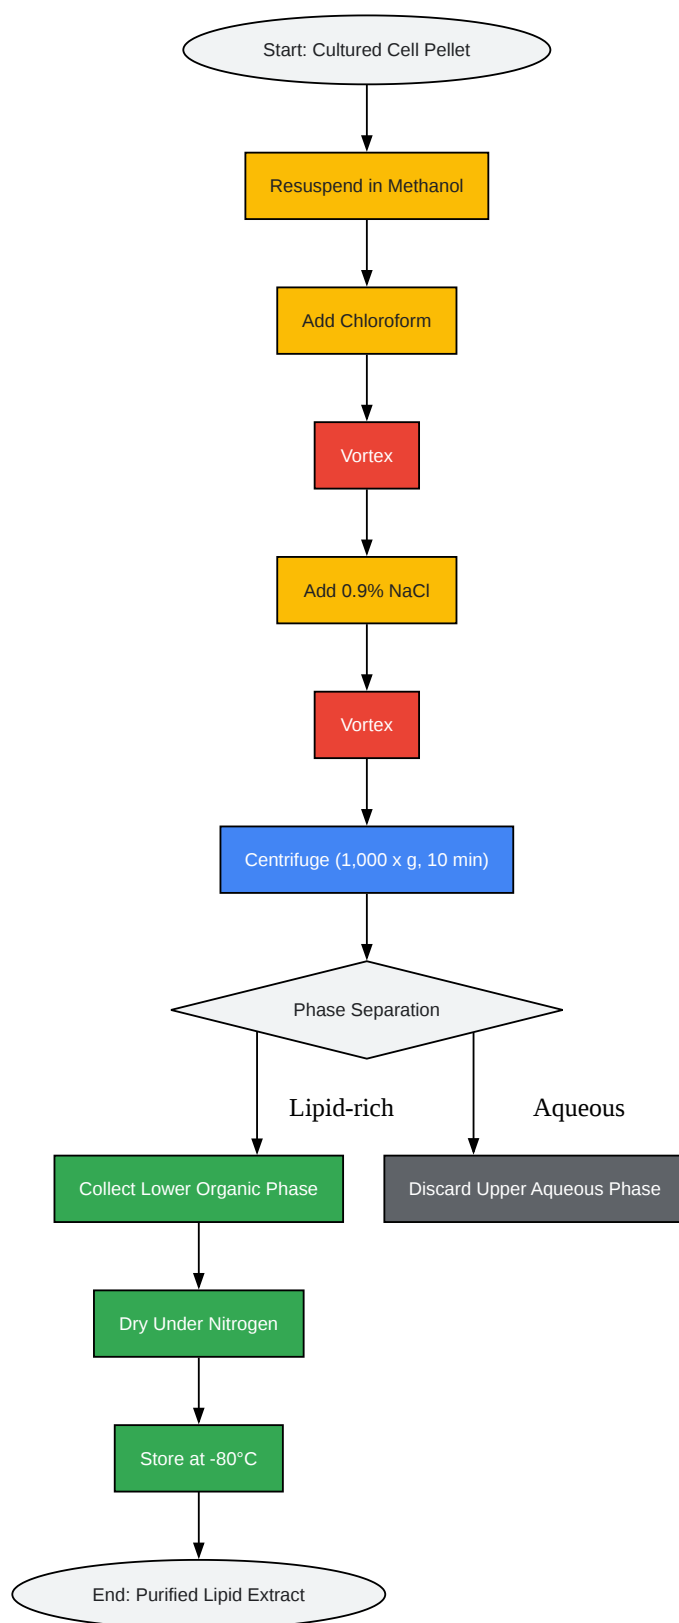 Start: Cultured Cell Pellet
Resuspend in Methanol
Add Chloroform
Vortex
Add 0.9% NaCl
Vortex
Centrifuge (1,000 x g, 10 min)
Phase Separation
Lipid-rich
Aqueous
Collect Lower Organic Phase
Discard Upper Aqueous Phase
Dry Under Nitrogen
Store at -80°C
End: Purified Lipid Extract